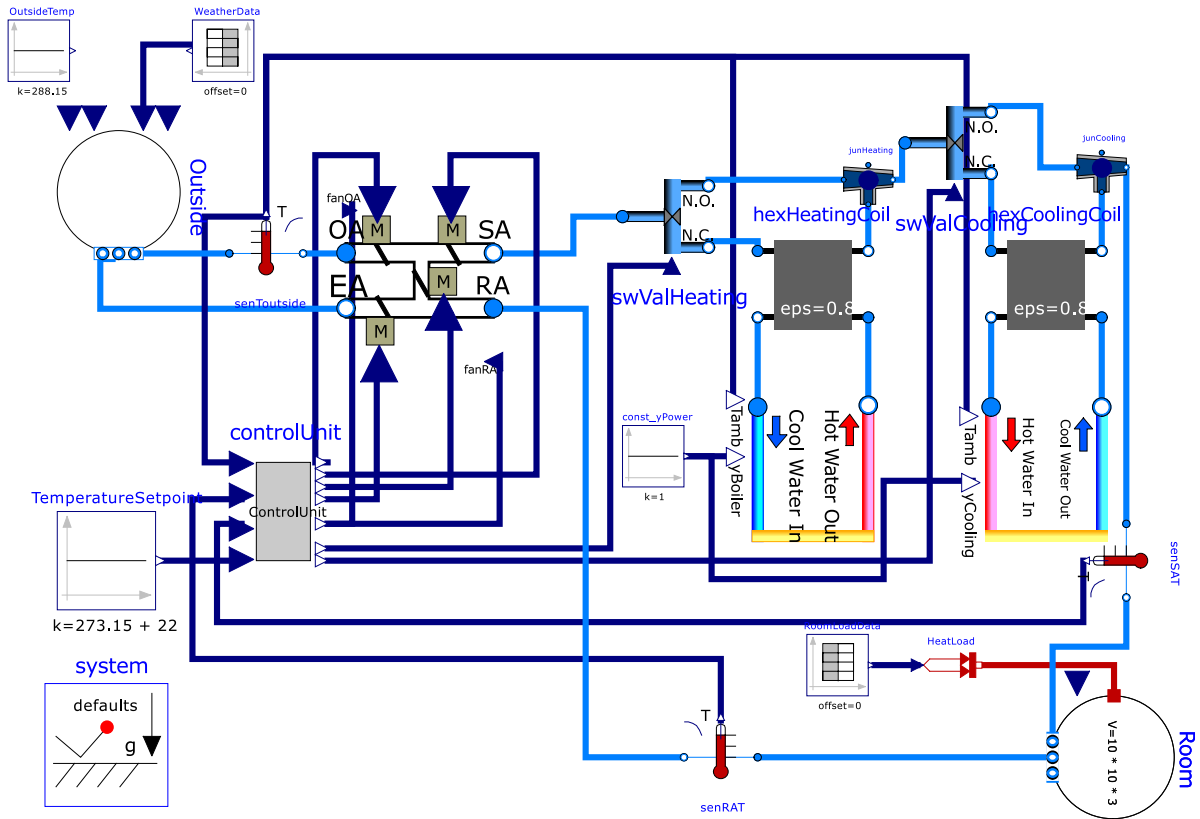 OutsideTemp
k=288.15
WeatherData
offset=0
Outside
T
senToutside
fanOA
M
M
OA
SA
M
EA
RA
M
fanRA
N.O.
N.C.
swValHeating
junHeating
hexHeatingCoil
eps=0.8
N.O.
N.C.
swValCooling
junCooling
hexCoolingCoil
eps=0.8
controlUnit
ControlUnit
TemperatureSetpoint
k=273.15 + 22
const_yPower
k=1
Tamb
yBoiler
Cool Water In
Hot Water Out
Tamb
yCooling
Hot Water In
Cool Water Out
T
senSAT
system
defaults
g
RoomLoadData
offset=0
HeatLoad
T
senRAT
V=10 * 10 * 3
Room